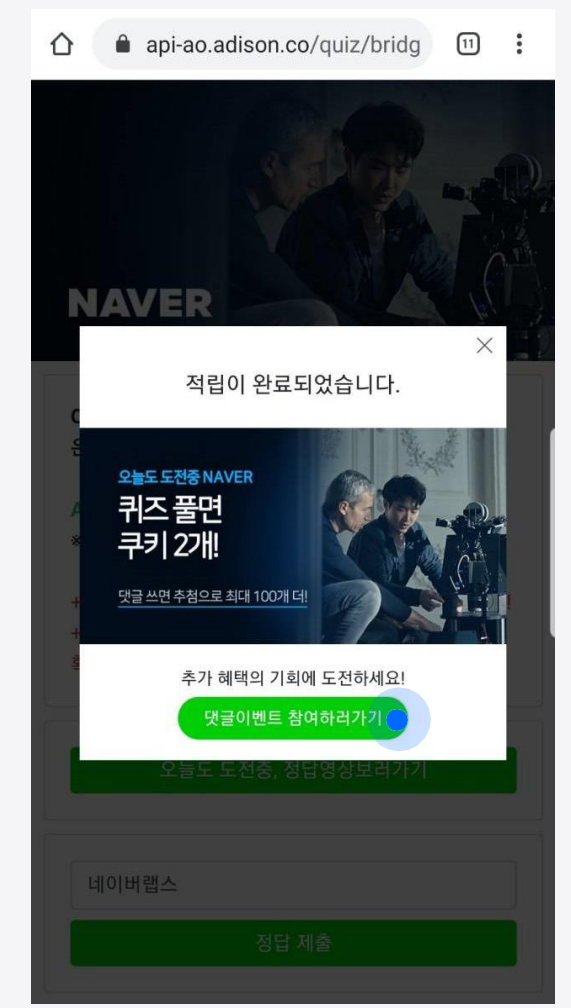 api-ao.adison.co/quiz/bridg
11
NAVER
적립이 완료되었습니다.
오늘도 도전중 NAVER
퀴즈 풀면
쿠키 2개!
댓글 쓰면 추첨으로 최대 100개 더!
추가 혜택의 기회에 도전하세요!
댓글이벤트 참여하러가기
오늘도 도전중, 정답영상보러가기
네이버랩스
정답 제출